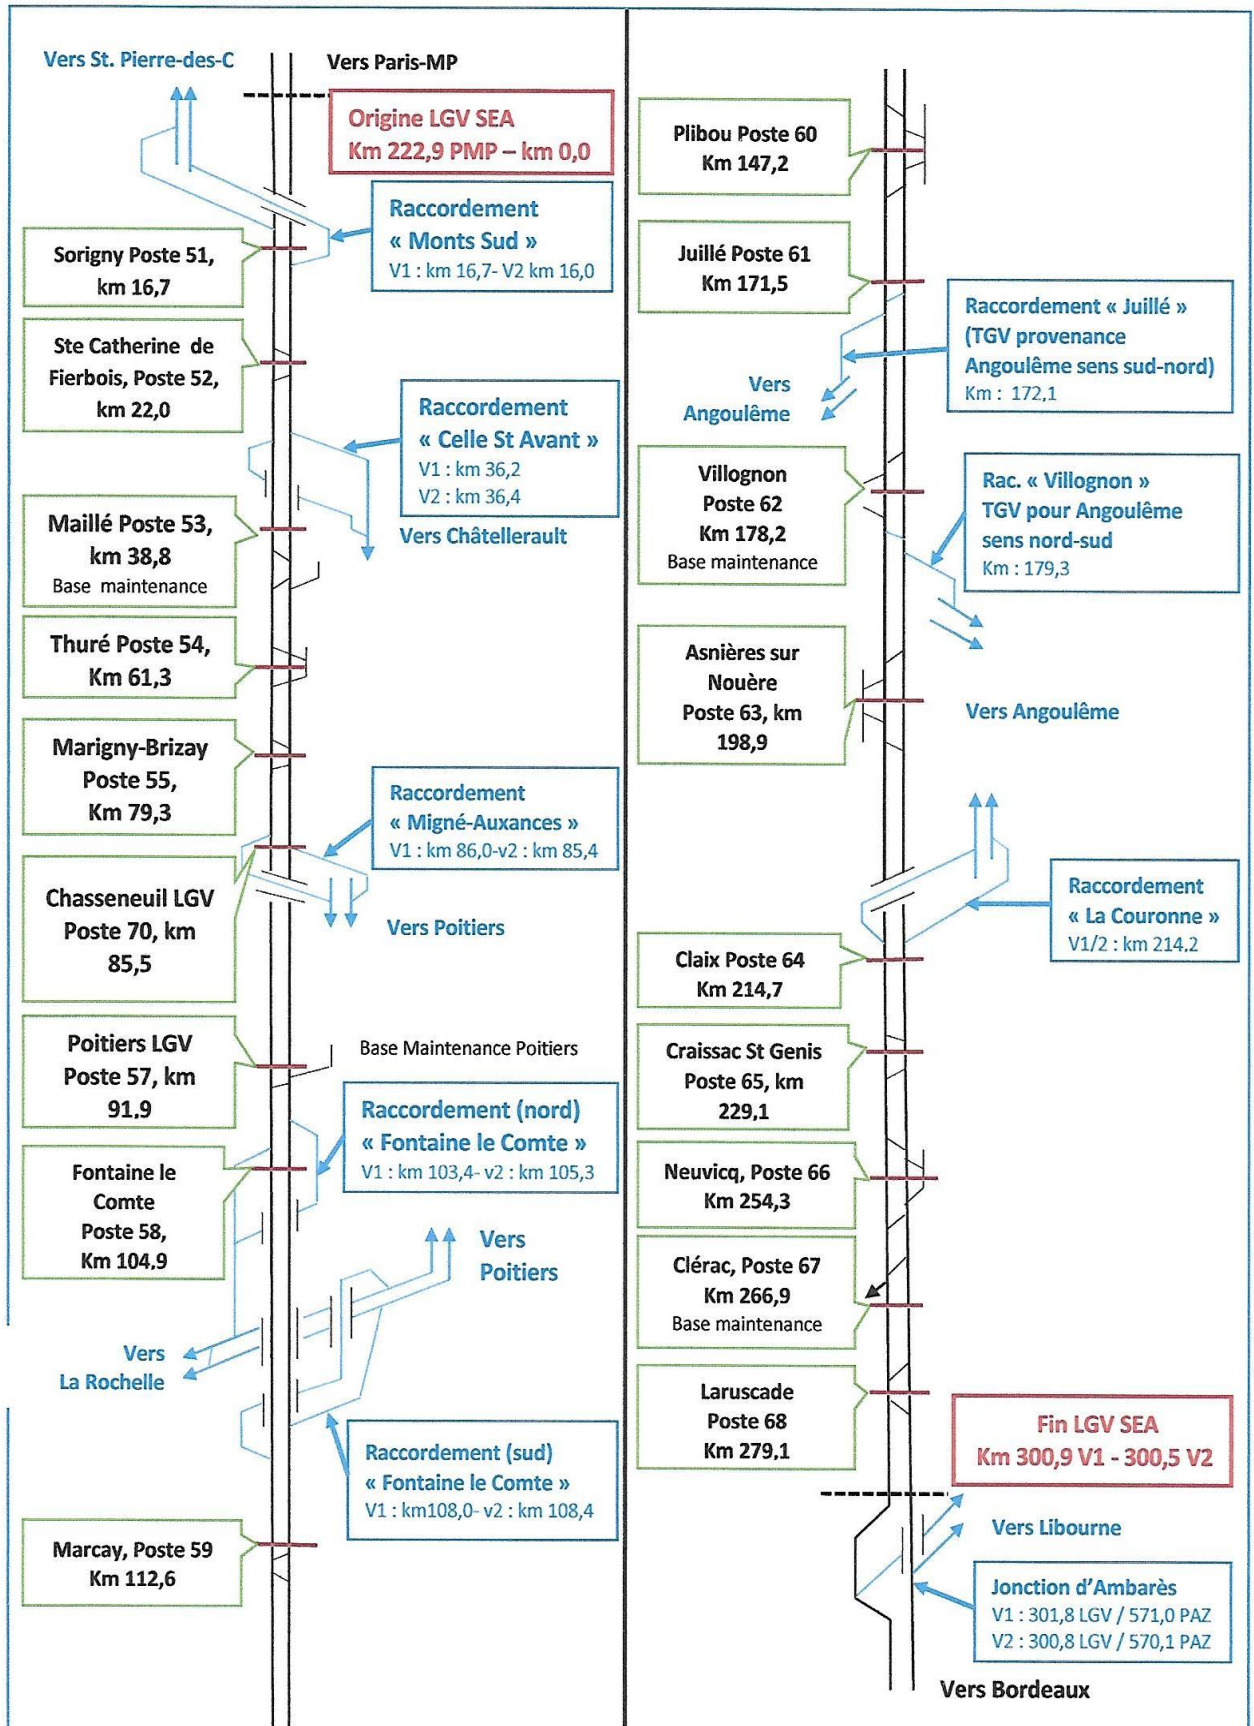 Vers St. Pierre-des-C
Vers Paris-MP
Origine LGV SEA
Km 222,9 PMP – km 0,0
Raccordement
« Monts Sud »
V1 : km 16,7- V2 km 16,0
Sorigny Poste 51,
km 16,7
Ste Catherine de
Fierbois, Poste 52,
km 22,0
Raccordement
« Celle St Avant »
V1 : km 36,2
V2 : km 36,4
Vers Châtellerault
Maillé Poste 53,
km 38,8
Base maintenance
Thuré Poste 54,
Km 61,3
Marigny-Brizay
Poste 55,
Km 79,3
Raccordement
« Migné-Auxances »
V1 : km 86,0-v2 : km 85,4
Chasseneuil LGV
Poste 70, km
85,5
Vers Poitiers
Poitiers LGV
Poste 57, km
91,9
Base Maintenance Poitiers
Raccordement (nord)
« Fontaine le Comte »
V1 : km 103,4- v2 : km 105,3
Fontaine le
Comte
Poste 58,
Km 104,9
Vers
Poitiers
Vers
La Rochelle
Raccordement (sud)
« Fontaine le Comte »
V1 : km108,0- v2 : km 108,4
Marcay, Poste 59
Km 112,6
Plibou Poste 60
Km 147,2
Juillé Poste 61
Km 171,5
Raccordement « Juillé »
(TGV provenance
Angoulême sens sud-nord)
Km : 172,1
Vers
Angoulême
Villognon
Poste 62
Km 178,2
Base maintenance
Rac. « Villognon »
TGV pour Angoulême
sens nord-sud
Km : 179,3
Asnières sur
Nouère
Poste 63, km
198,9
Vers Angoulême
Raccordement
« La Couronne »
V1/2 : km 214,2
Claix Poste 64
Km 214,7
Craissac St Genis
Poste 65, km
229,1
Neuvicq, Poste 66
Km 254,3
Clérac, Poste 67
Km 266,9
Base maintenance
Laruscade
Poste 68
Km 279,1
Fin LGV SEA
Km 300,9 V1 - 300,5 V2
Vers Libourne
Jonction d'Ambarès
V1 : 301,8 LGV / 571,0 PAZ
V2 : 300,8 LGV / 570,1 PAZ
Vers Bordeaux